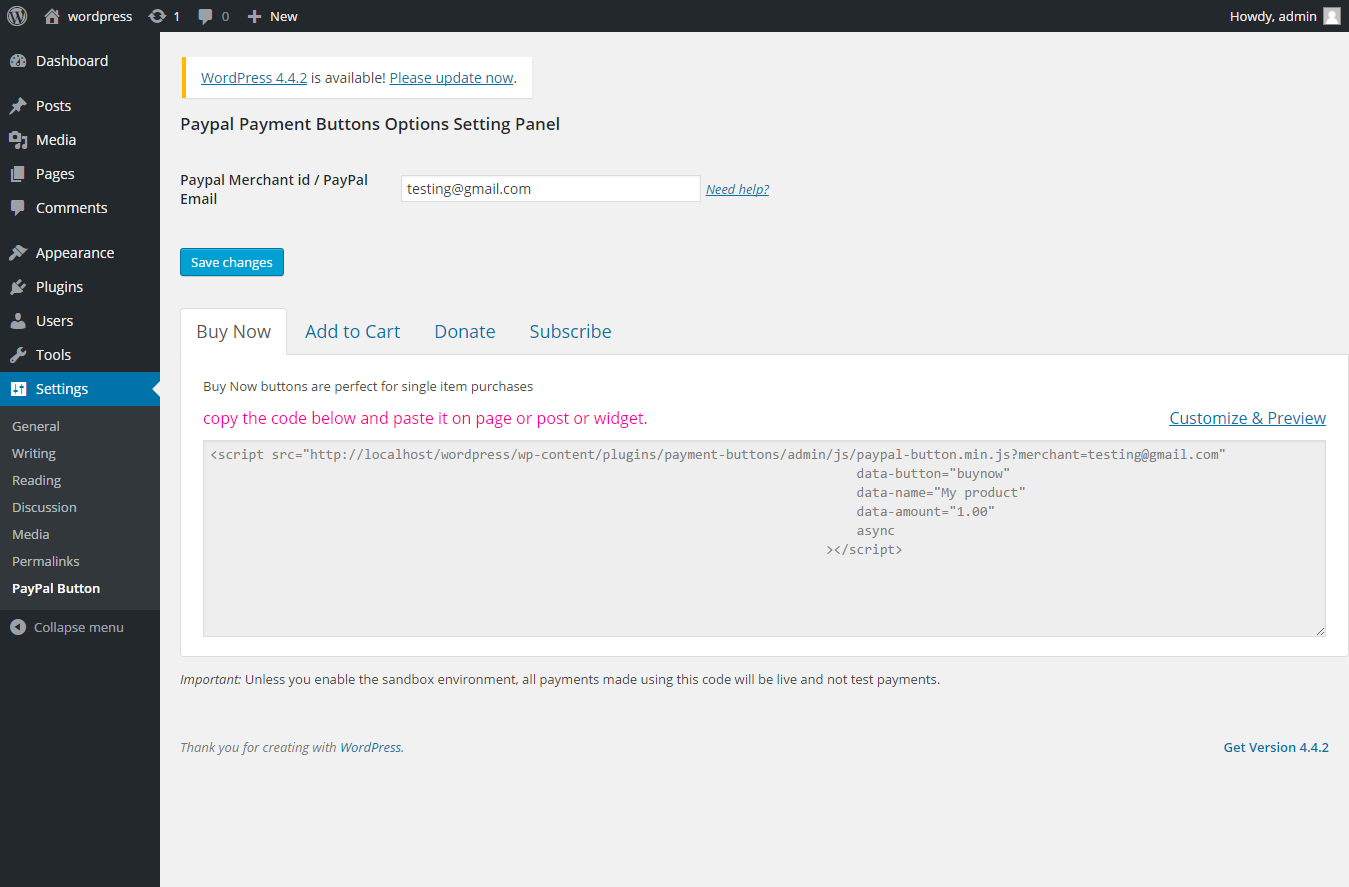 wordpress 1 0 New Howdy, admin
Dashboard
Posts
Media
Pages
Comments
Appearance
Plugins
Users
Tools
Settings
General
Writing
Reading
Discussion
Media
Permalinks
PayPal Button
Collapse menu
WordPress 4.4.2 is available! Please update now.
Paypal Payment Buttons Options Setting Panel
Paypal Merchant id / PayPal
Email
testing@gmail.com Need help?
Save changes
Buy Now Add to Cart Donate Subscribe
Buy Now buttons are perfect for single item purchases
copy the code below and paste it on page or post or widget. Customize & Preview
<script src="http://localhost/wordpress/wp-content/plugins/payment-buttons/admin/js/paypal-button.min.js?merchant=testing@gmail.com"
data-button="buynow"
data-name="My product"
data-amount="1.00"
async
></script>
Important: Unless you enable the sandbox environment, all payments made using this code will be live and not test payments.
Thank you for creating with WordPress. Get Version 4.4.2